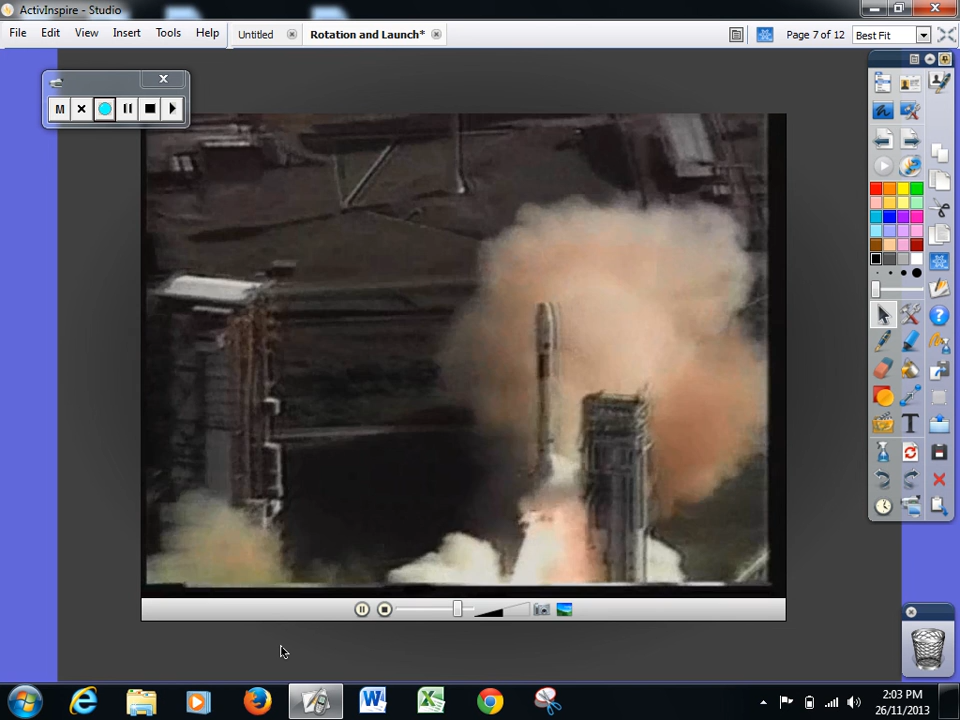 ActivInspire - Studio
File Edit View Insert Tools Help
Untitled
Rotation and Launch*
Page 7 of 12
Best Fit
M
T
2:03 PM
26/11/2013